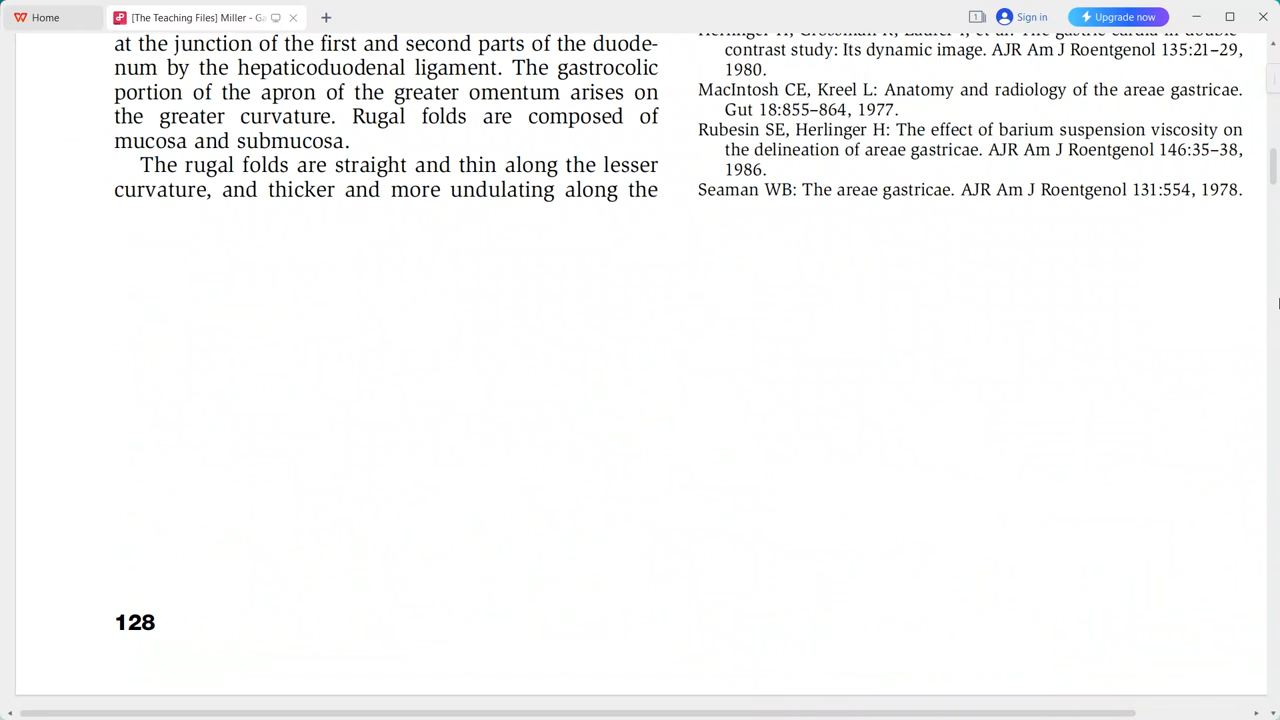 Home
[The Teaching Files] Miller - Ga
1
Sign in
Upgrade now
at the junction of the first and second parts of the duode-
num by the hepaticoduodenal ligament. The gastrocolic
portion of the apron of the greater omentum arises on
the greater curvature. Rugal folds are composed of
mucosa and submucosa.
The rugal folds are straight and thin along the lesser
curvature, and thicker and more undulating along the
contrast study: Its dynamic image. AJR Am J Roentgenol 135:21–29,
1980.
MacIntosh CE, Kreel L: Anatomy and radiology of the areae gastricae.
Gut 18:855–864, 1977.
Rubesin SE, Herlinger H: The effect of barium suspension viscosity on
the delineation of areae gastricae. AJR Am J Roentgenol 146:35–38,
1986.
Seaman WB: The areae gastricae. AJR Am J Roentgenol 131:554, 1978.
128